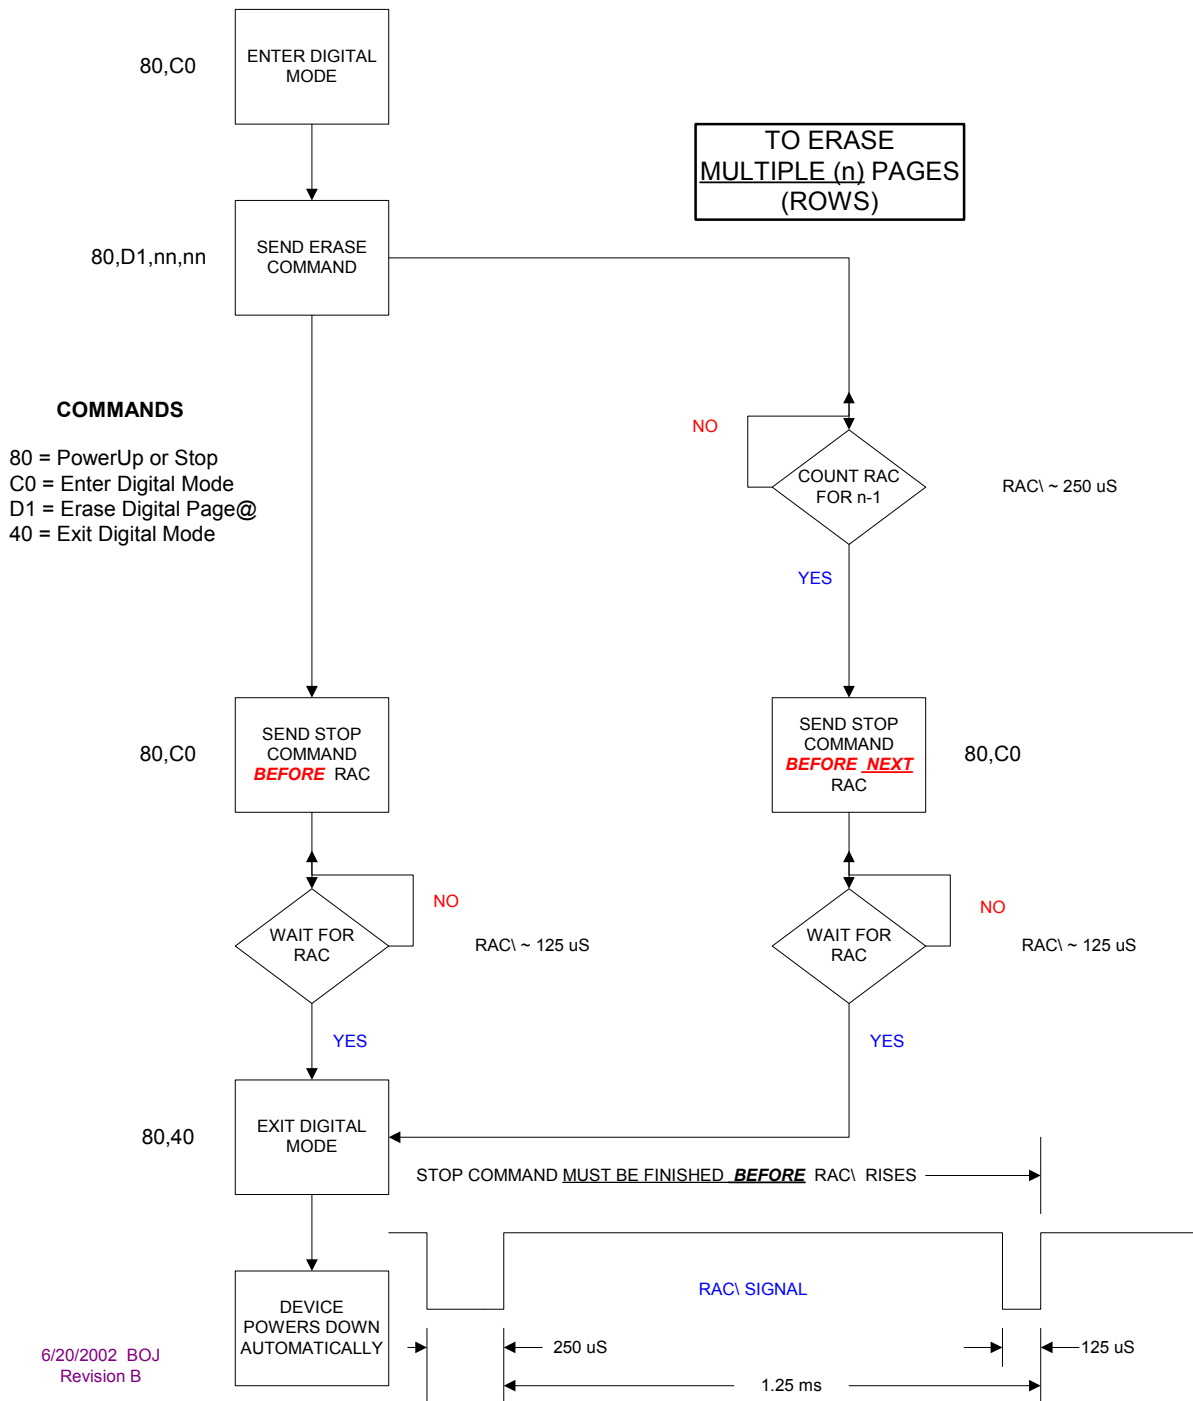 80,C0
ENTER DIGITAL
MODE
TO ERASE
MULTIPLE (n) PAGES
(ROWS)
80,D1,nn,nn
SEND ERASE
COMMAND
COMMANDS
80 = PowerUp or Stop
C0 = Enter Digital Mode
D1 = Erase Digital Page@
40 = Exit Digital Mode
NO
COUNT RAC
FOR n-1
RAC\ ~ 250 uS
YES
80,C0
SEND STOP
COMMAND
BEFORE RAC
SEND STOP
COMMAND
BEFORE NEXT
RAC
80,C0
WAIT FOR
RAC
NO
RAC\ ~ 125 uS
YES
WAIT FOR
RAC
NO
RAC\ ~ 125 uS
YES
80,40
EXIT DIGITAL
MODE
STOP COMMAND MUST BE FINISHED BEFORE RAC\ RISES
RAC\ SIGNAL
DEVICE
POWERS DOWN
AUTOMATICALLY
250 uS
125 uS
1.25 ms
6/20/2002 BOJ
Revision B